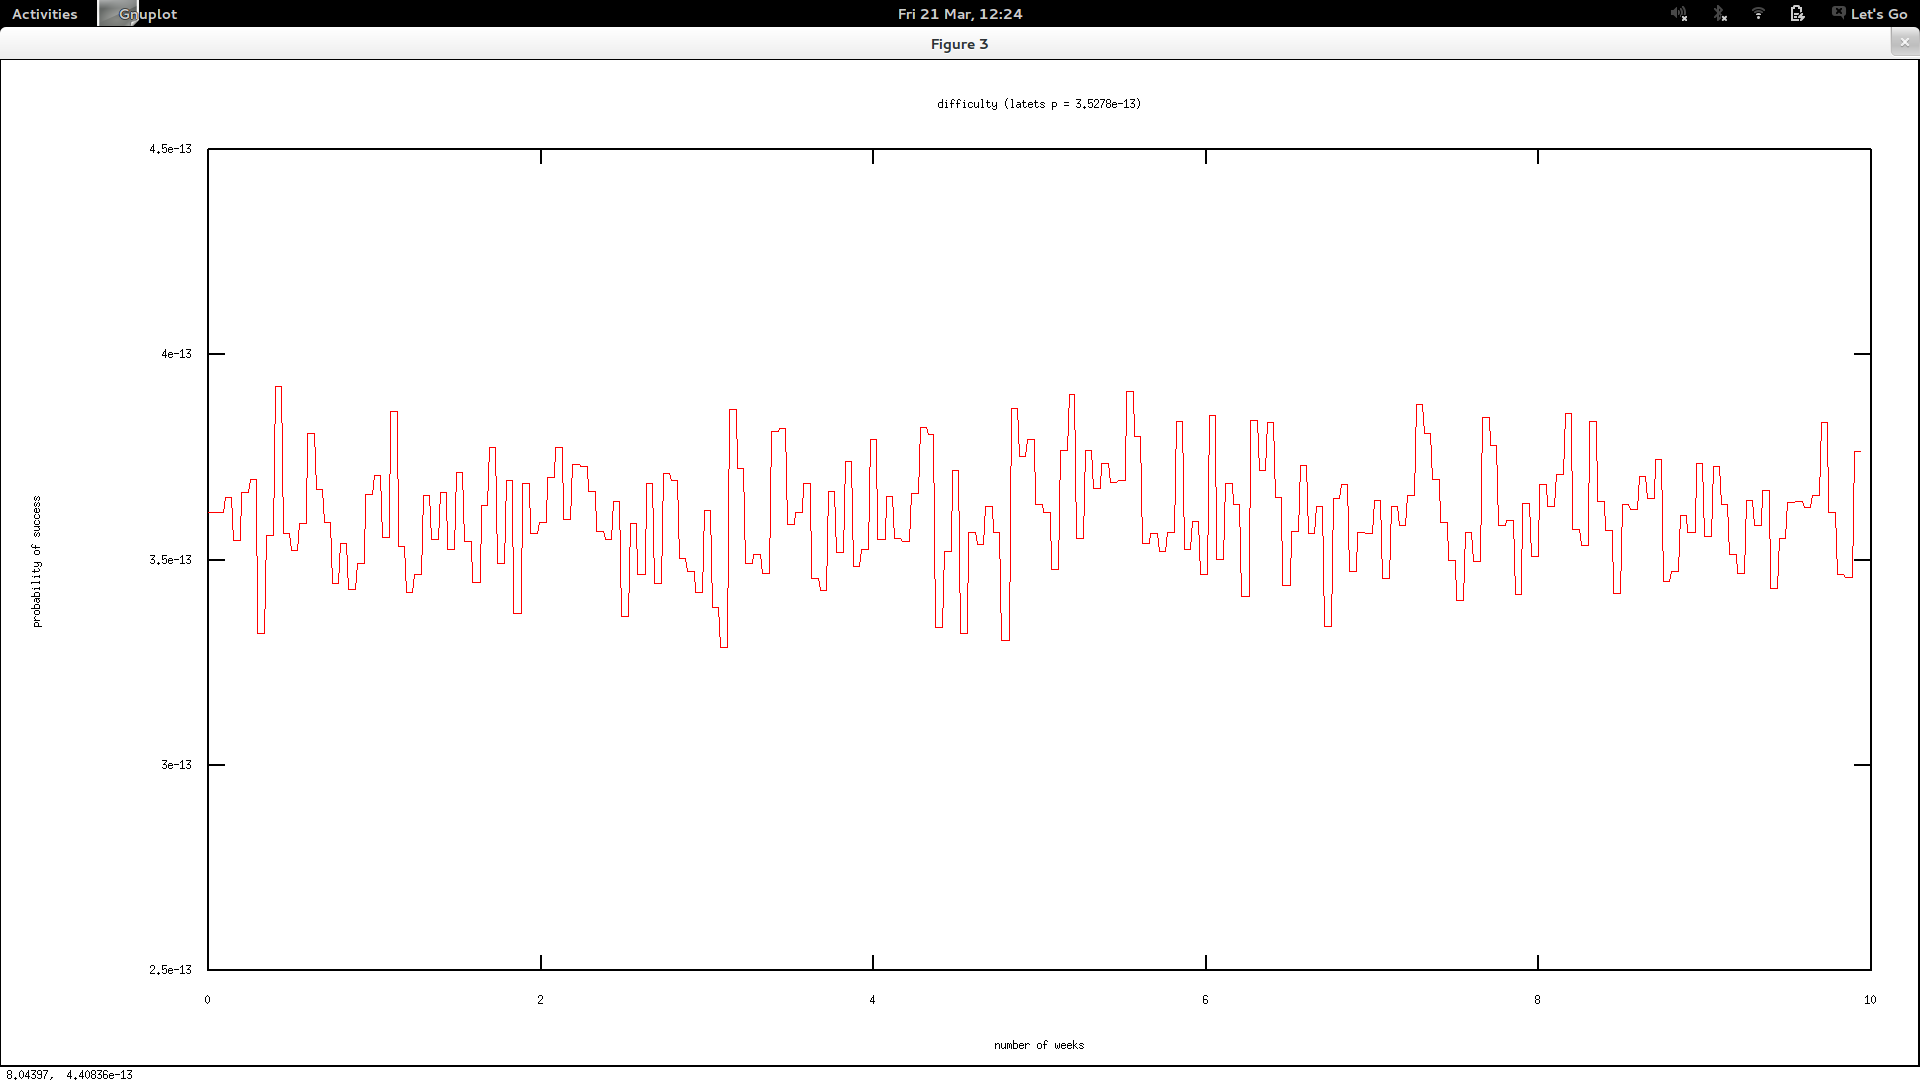 Activities Gnuplot Fri 21 Mar, 12:24 Let's Go
Figure 3
difficulty (latets p = 3.5278e-13)
4.5e-13
4e-13
3.5e-13
3e-13
2.5e-13
probability of success
0 2 4 6 8 10
number of weeks
8.04397, 4.40836e-13